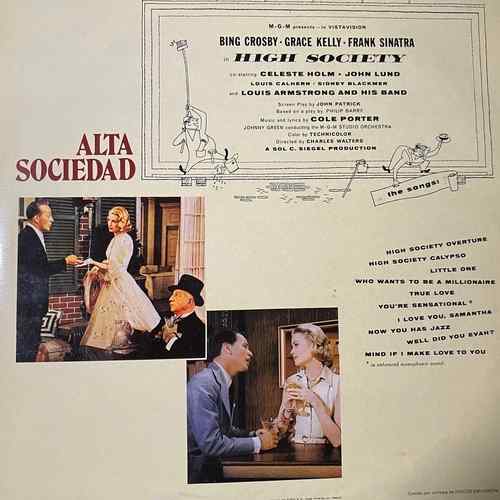 M-G-M presents—in VISTAVISION
BING CROSBY · GRACE KELLY · FRANK SINATRA
in HIGH SOCIETY
co-starring CELESTE HOLM · JOHN LUND
LOUIS CALHERN · SIDNEY BLACKMER
and LOUIS ARMSTRONG AND HIS BAND
Screen Play by JOHN PATRICK
Based on a play by PHILIP BARRY
Music and lyrics by COLE PORTER
JOHNNY GREEN conducting the M-G-M STUDIO ORCHESTRA
Color by TECHNICOLOR
Directed by CHARLES WALTERS
A SOL C. SIEGEL PRODUCTION
ALTA
SOCIEDAD
the songs:
HIGH SOCIETY OVERTURE
HIGH SOCIETY CALYPSO
LITTLE ONE
WHO WANTS TO BE A MILLIONAIRE
TRUE LOVE
YOU'RE SENSATIONAL *
I LOVE YOU, SAMANTHA
NOW YOU HAS JAZZ
WELL DID YOU EVAH?
MIND IF I MAKE LOVE TO YOU
* in enhanced monophonic sound.